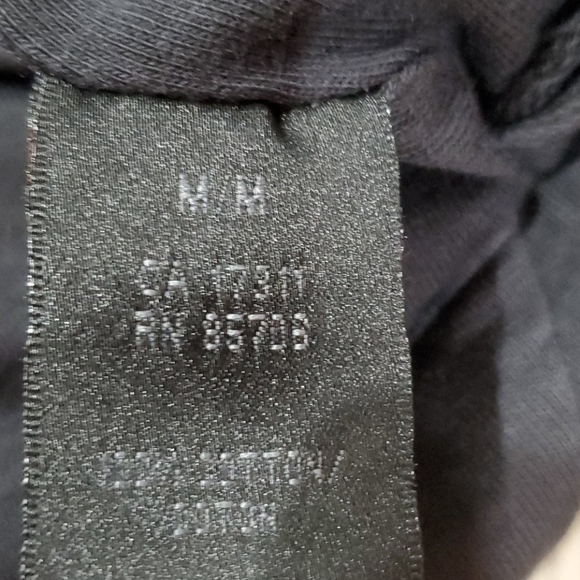 M/M
CA 17311
RN 85708
100% COTTON/
COTON